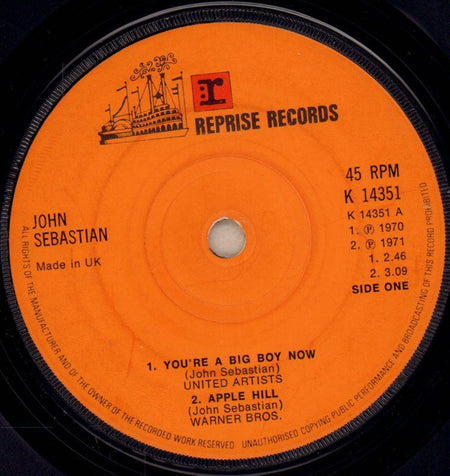 r
REPRISE RECORDS
45 RPM
K 14351
K 14351 A
1. Ⓟ 1970
2. Ⓟ 1971
1. 2.46
2. 3.09
SIDE ONE
JOHN
SEBASTIAN
Made in UK
1. YOU'RE A BIG BOY NOW
(John Sebastian)
UNITED ARTISTS
2. APPLE HILL
(John Sebastian)
WARNER BROS.
ALL RIGHTS OF THE MANUFACTURER AND OF THE OWNER OF THE RECORDED WORK RESERVED UNAUTHORISED COPYING PUBLIC PERFORMANCE AND BROADCASTING OF THIS RECORD PROHIBITED